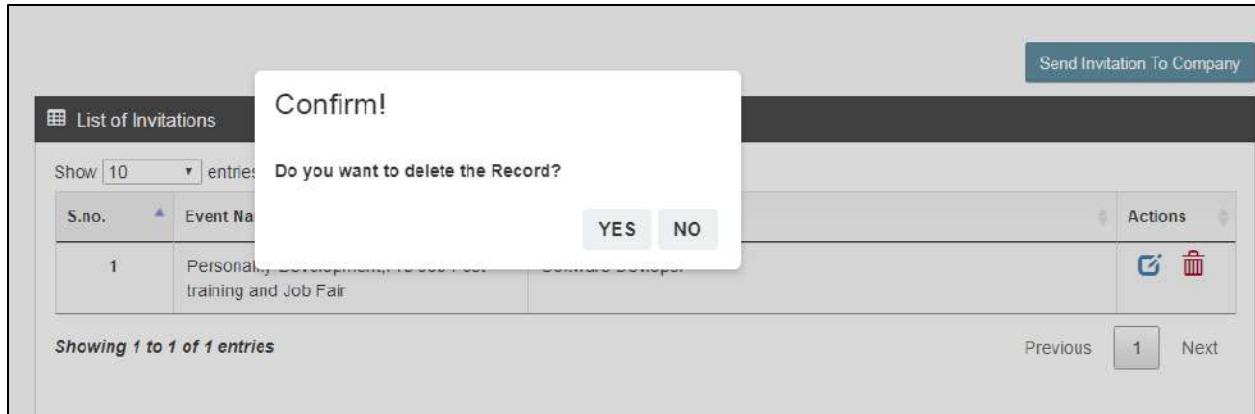 Send Invitation To Company
Confirm!
List of Invitations
Show 10 entries
Do you want to delete the Record?
S.no. Event Na Actions
YES NO
1
training and Job Fair
Showing 1 to 1 of 1 entries
Previous 1 Next